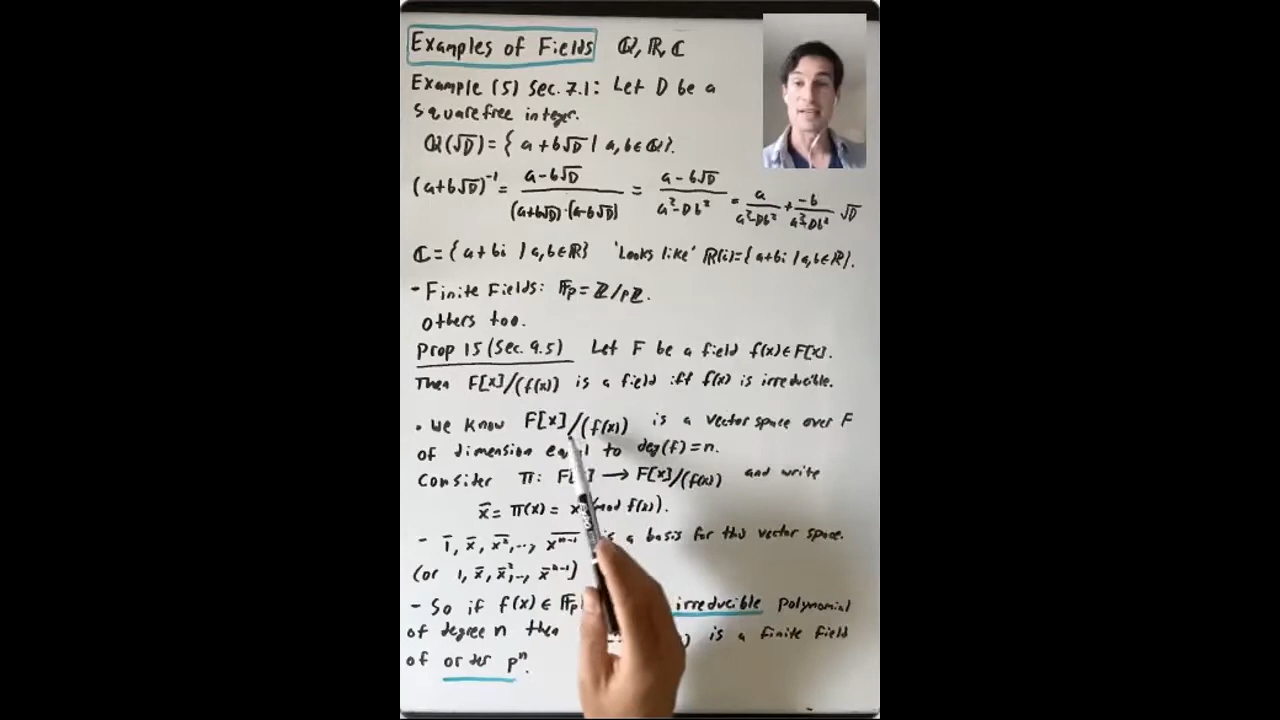 Examples of Fields ℚ, ℝ, ℂ
Example (5) Sec. 7.1: Let D be a
squarefree integer.
ℚ(√D) = { a + b√D | a, b ∈ ℚ }.
(a+b√D)⁻¹ = (a - b√D)/((a+b√D)·(a-b√D)) = (a - b√D)/(a² - Db²) = a/(a²-Db²) + -b/(a²-Db²) √D
ℂ = { a + bi | a, b ∈ ℝ } 'Looks like' ℝ(i) = { a + bi | a, b ∈ ℝ }.
- Finite Fields: 𝔽p = ℤ/pℤ.
Others too.
Prop 15 (Sec. 9.5) Let F be a field f(x) ∈ F[x].
Then F[x]/(f(x)) is a field iff f(x) is irreducible.
• We know F[x]/(f(x)) is a vector space over F
of dimension to deg(f) = n.
Consider π: → F[x]/(f(x)) and write
x̄ = π(x) = x mod f(x)).
- 1̄, x̄, x̄², .., x̄ⁿ⁻¹ is a basis for this vector space.
(or 1, x̄, x̄², .., x̄ⁿ⁻¹)
- So if f(x) ∈ 𝔽p irreducible polynomial
of degree n then ) is a finite field
of order pⁿ.